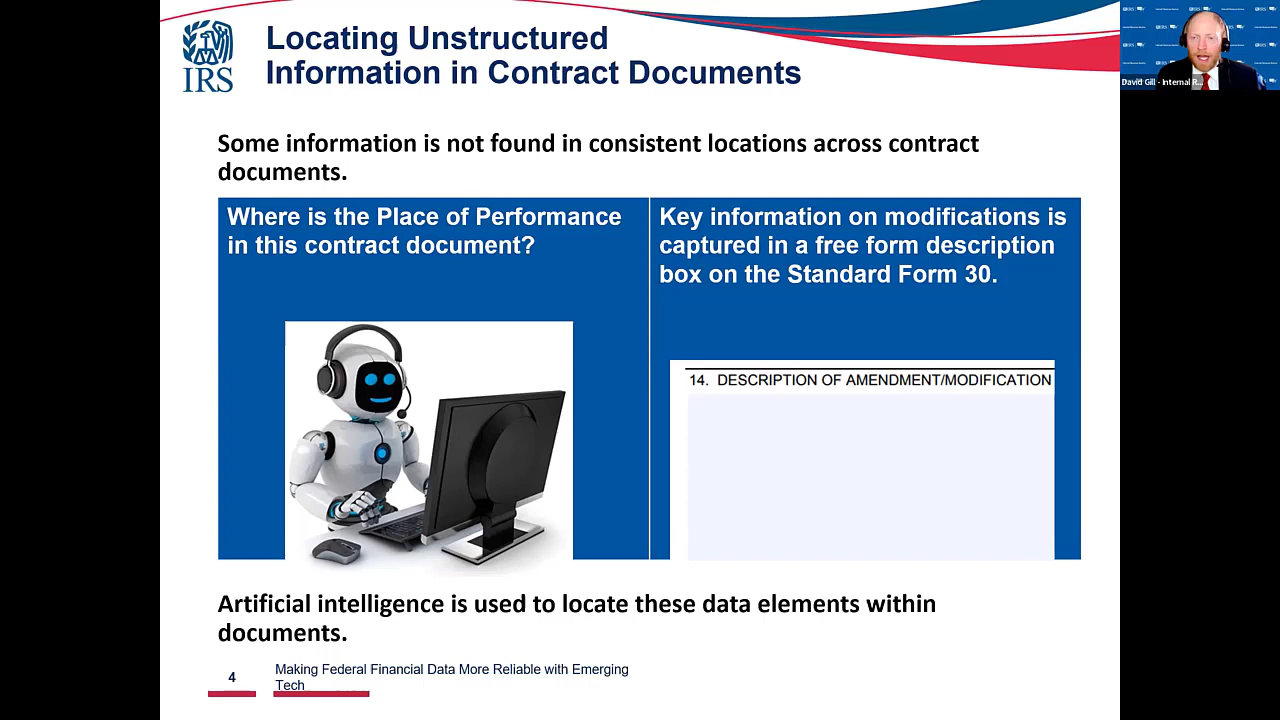 IRS
Locating Unstructured
Information in Contract Documents
Some information is not found in consistent locations across contract
documents.
Where is the Place of Performance
in this contract document?
Key information on modifications is
captured in a free form description
box on the Standard Form 30.
14. DESCRIPTION OF AMENDMENT/MODIFICATION
Artificial intelligence is used to locate these data elements within
documents.
4
Making Federal Financial Data More Reliable with Emerging
Tech
David Gill - Internal R...